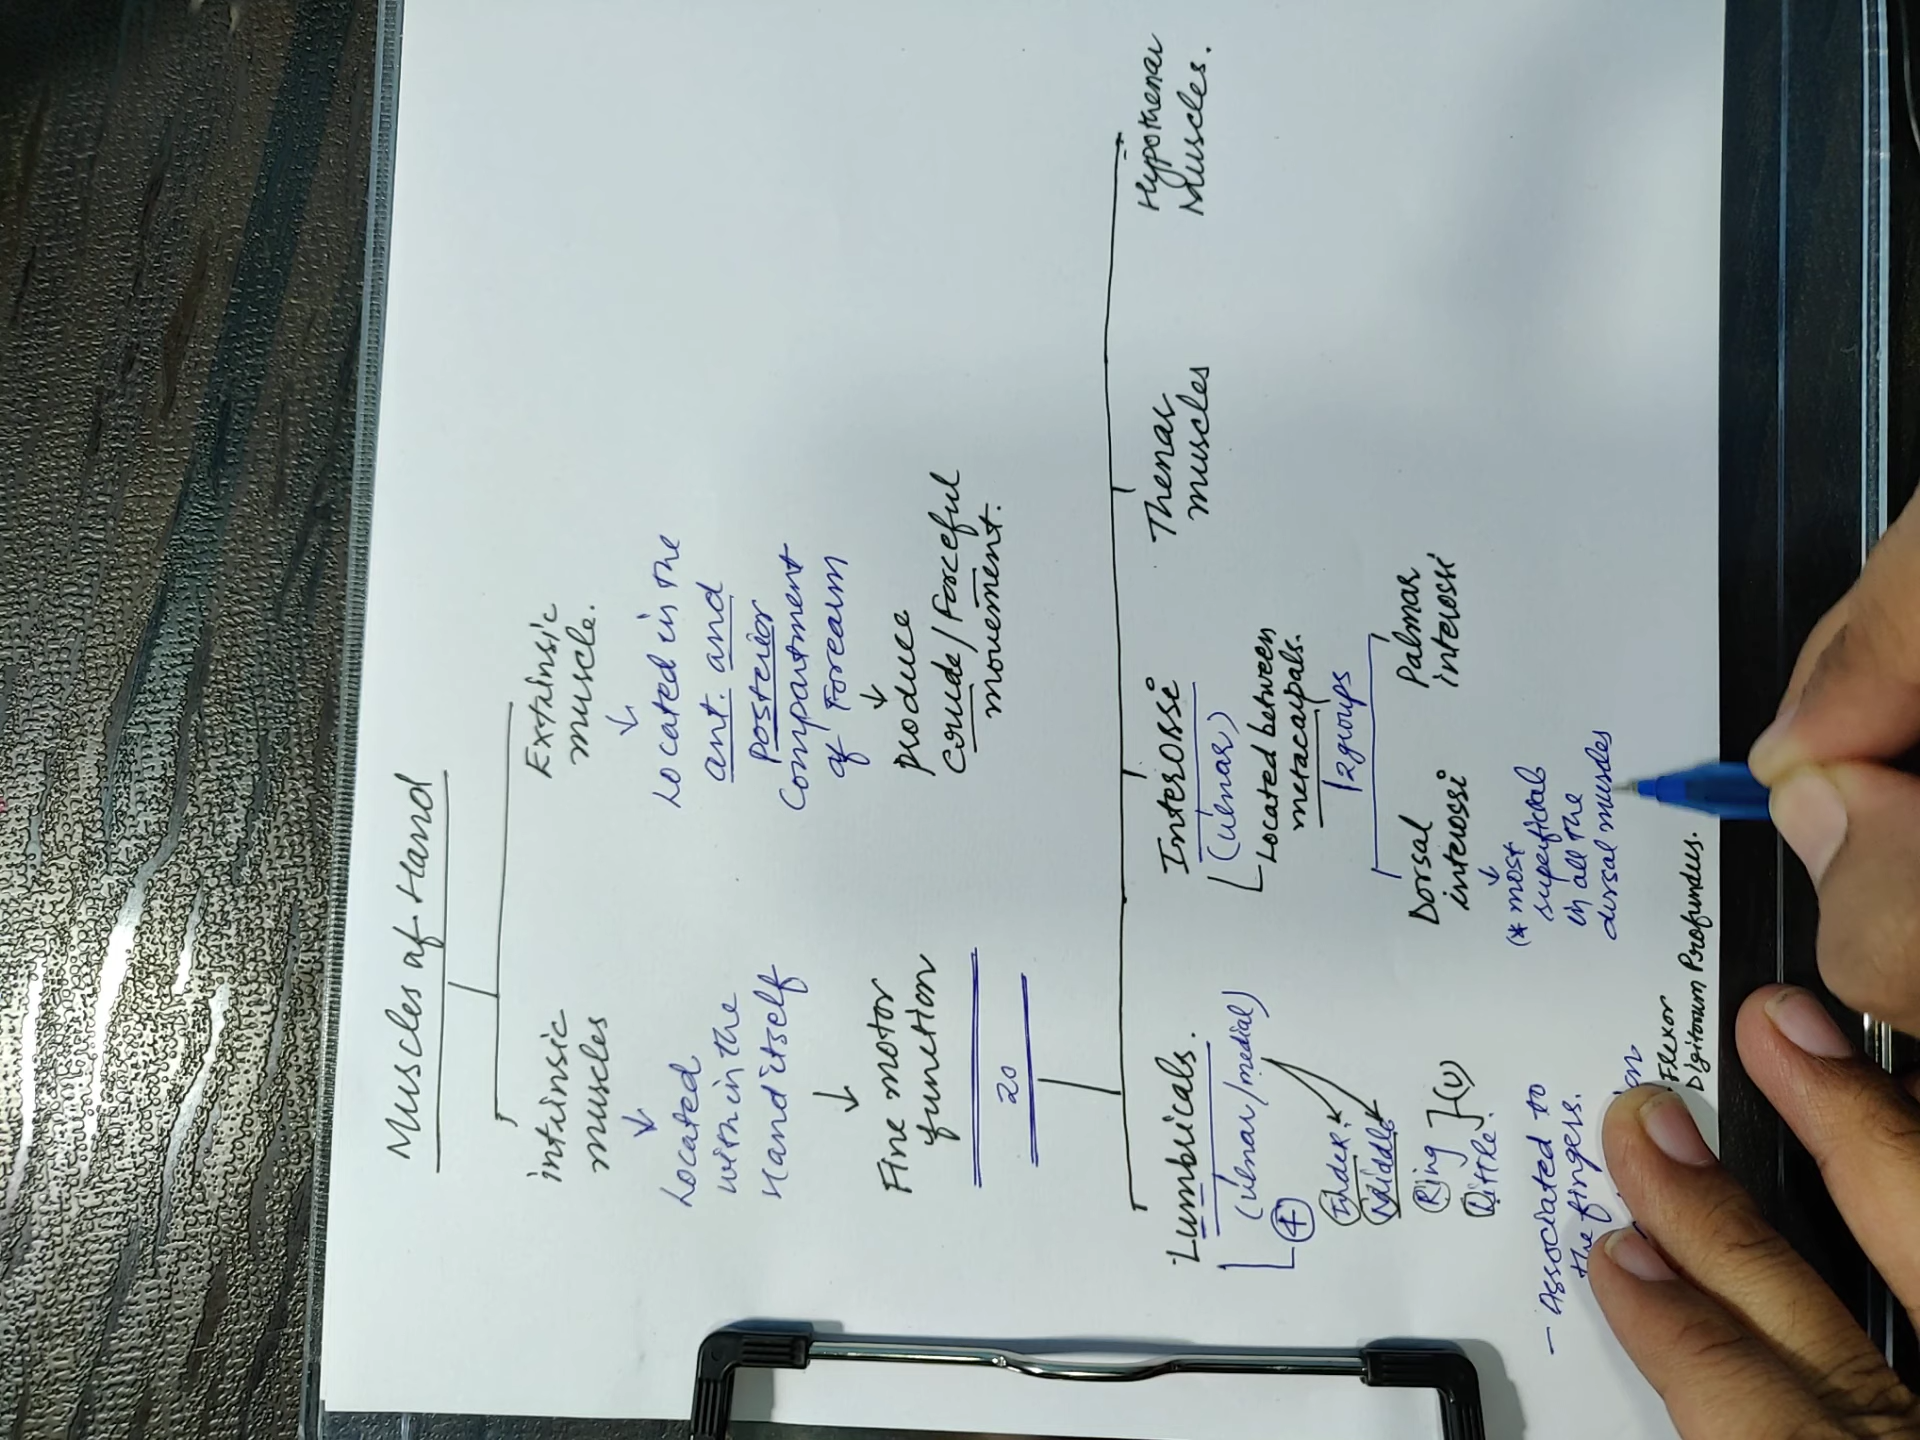 Muscles of Hand
intrinsic
muscles
↓
Located
within the
Hand itself
↓
Fine motor
function
20
Extrinsic
muscle.
↓
Located in the
ant. and
Posterior
Compartment
of Forearm
↓
Produce
Crude/Forceful
movement.
Lumbricals.
(ulnar/medial)
4
Index.
Middle
Ring
Little.
}(U)
- Associated to
the fingers.
Flexor
Digitorum Profundus.
Interossei
(ulnar)
Located between
metacarpals.
2 groups
Dorsal
interossi
↓
(* most
superficials
in all the
dorsal muscles
Palmar
interossi
Thenar
muscles
Hypothenar
Muscles.